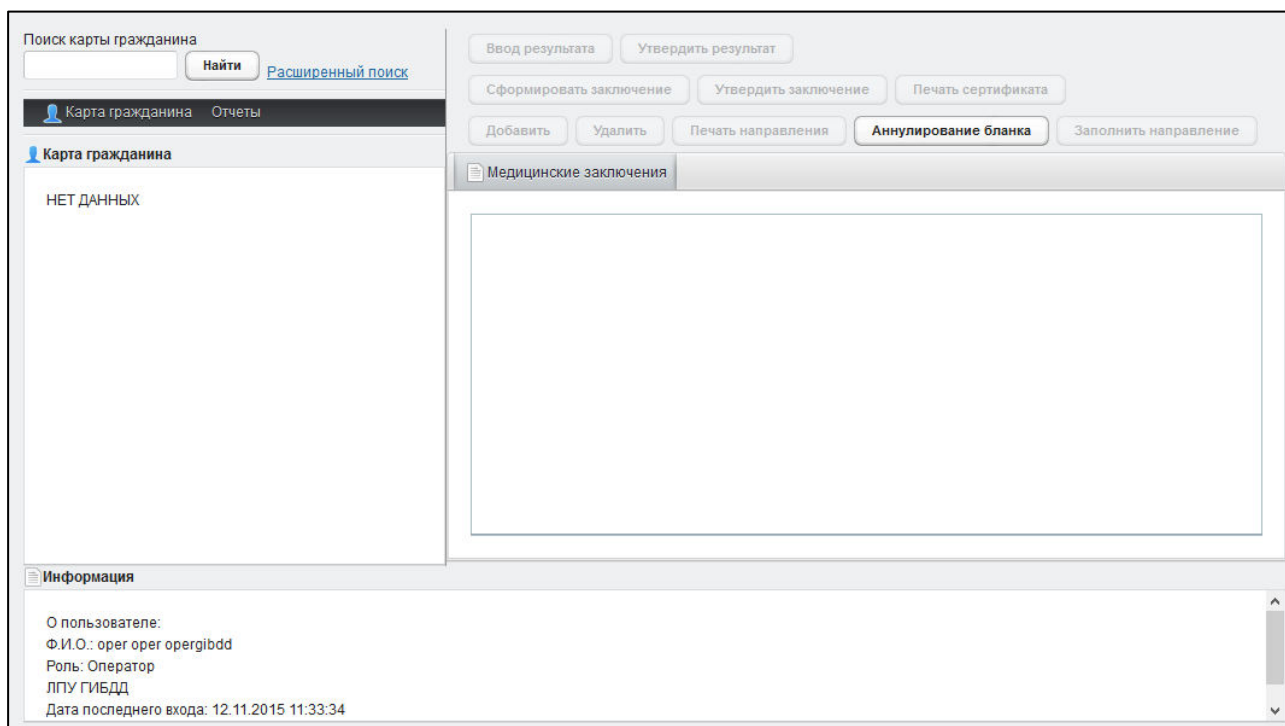 Поиск карты гражданина
Найти Расширенный поиск
Карта гражданина Отчеты
Карта гражданина
НЕТ ДАННЫХ
Ввод результата Утвердить результат
Сформировать заключение Утвердить заключение Печать сертификата
Добавить Удалить Печать направления Аннулирование бланка Заполнить направление
Медицинские заключения
Информация
О пользователе:
Ф.И.О.: oper oper opergibdd
Роль: Оператор
ЛПУ ГИБДД
Дата последнего входа: 12.11.2015 11:33:34